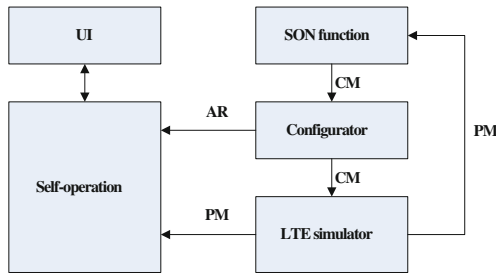 UI
SON function
CM
AR
Configurator
PM
CM
Self-operation
PM
LTE simulator